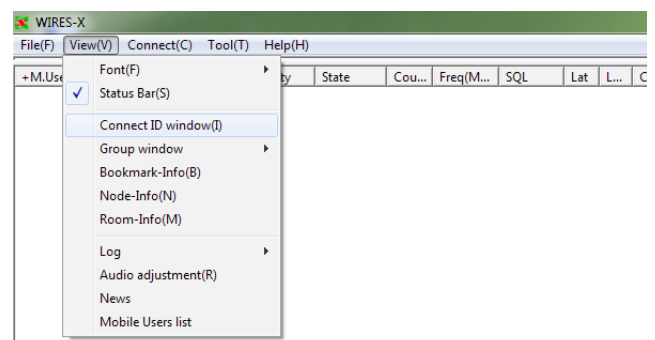 WIRES-X
File(F) View(V) Connect(C) Tool(T) Help(H)
+M.Use ty State Cou... Freq(M... SQL Lat L... C
Font(F)
Status Bar(S)
Connect ID window(I)
Group window
Bookmark-Info(B)
Node-Info(N)
Room-Info(M)
Log
Audio adjustment(R)
News
Mobile Users list